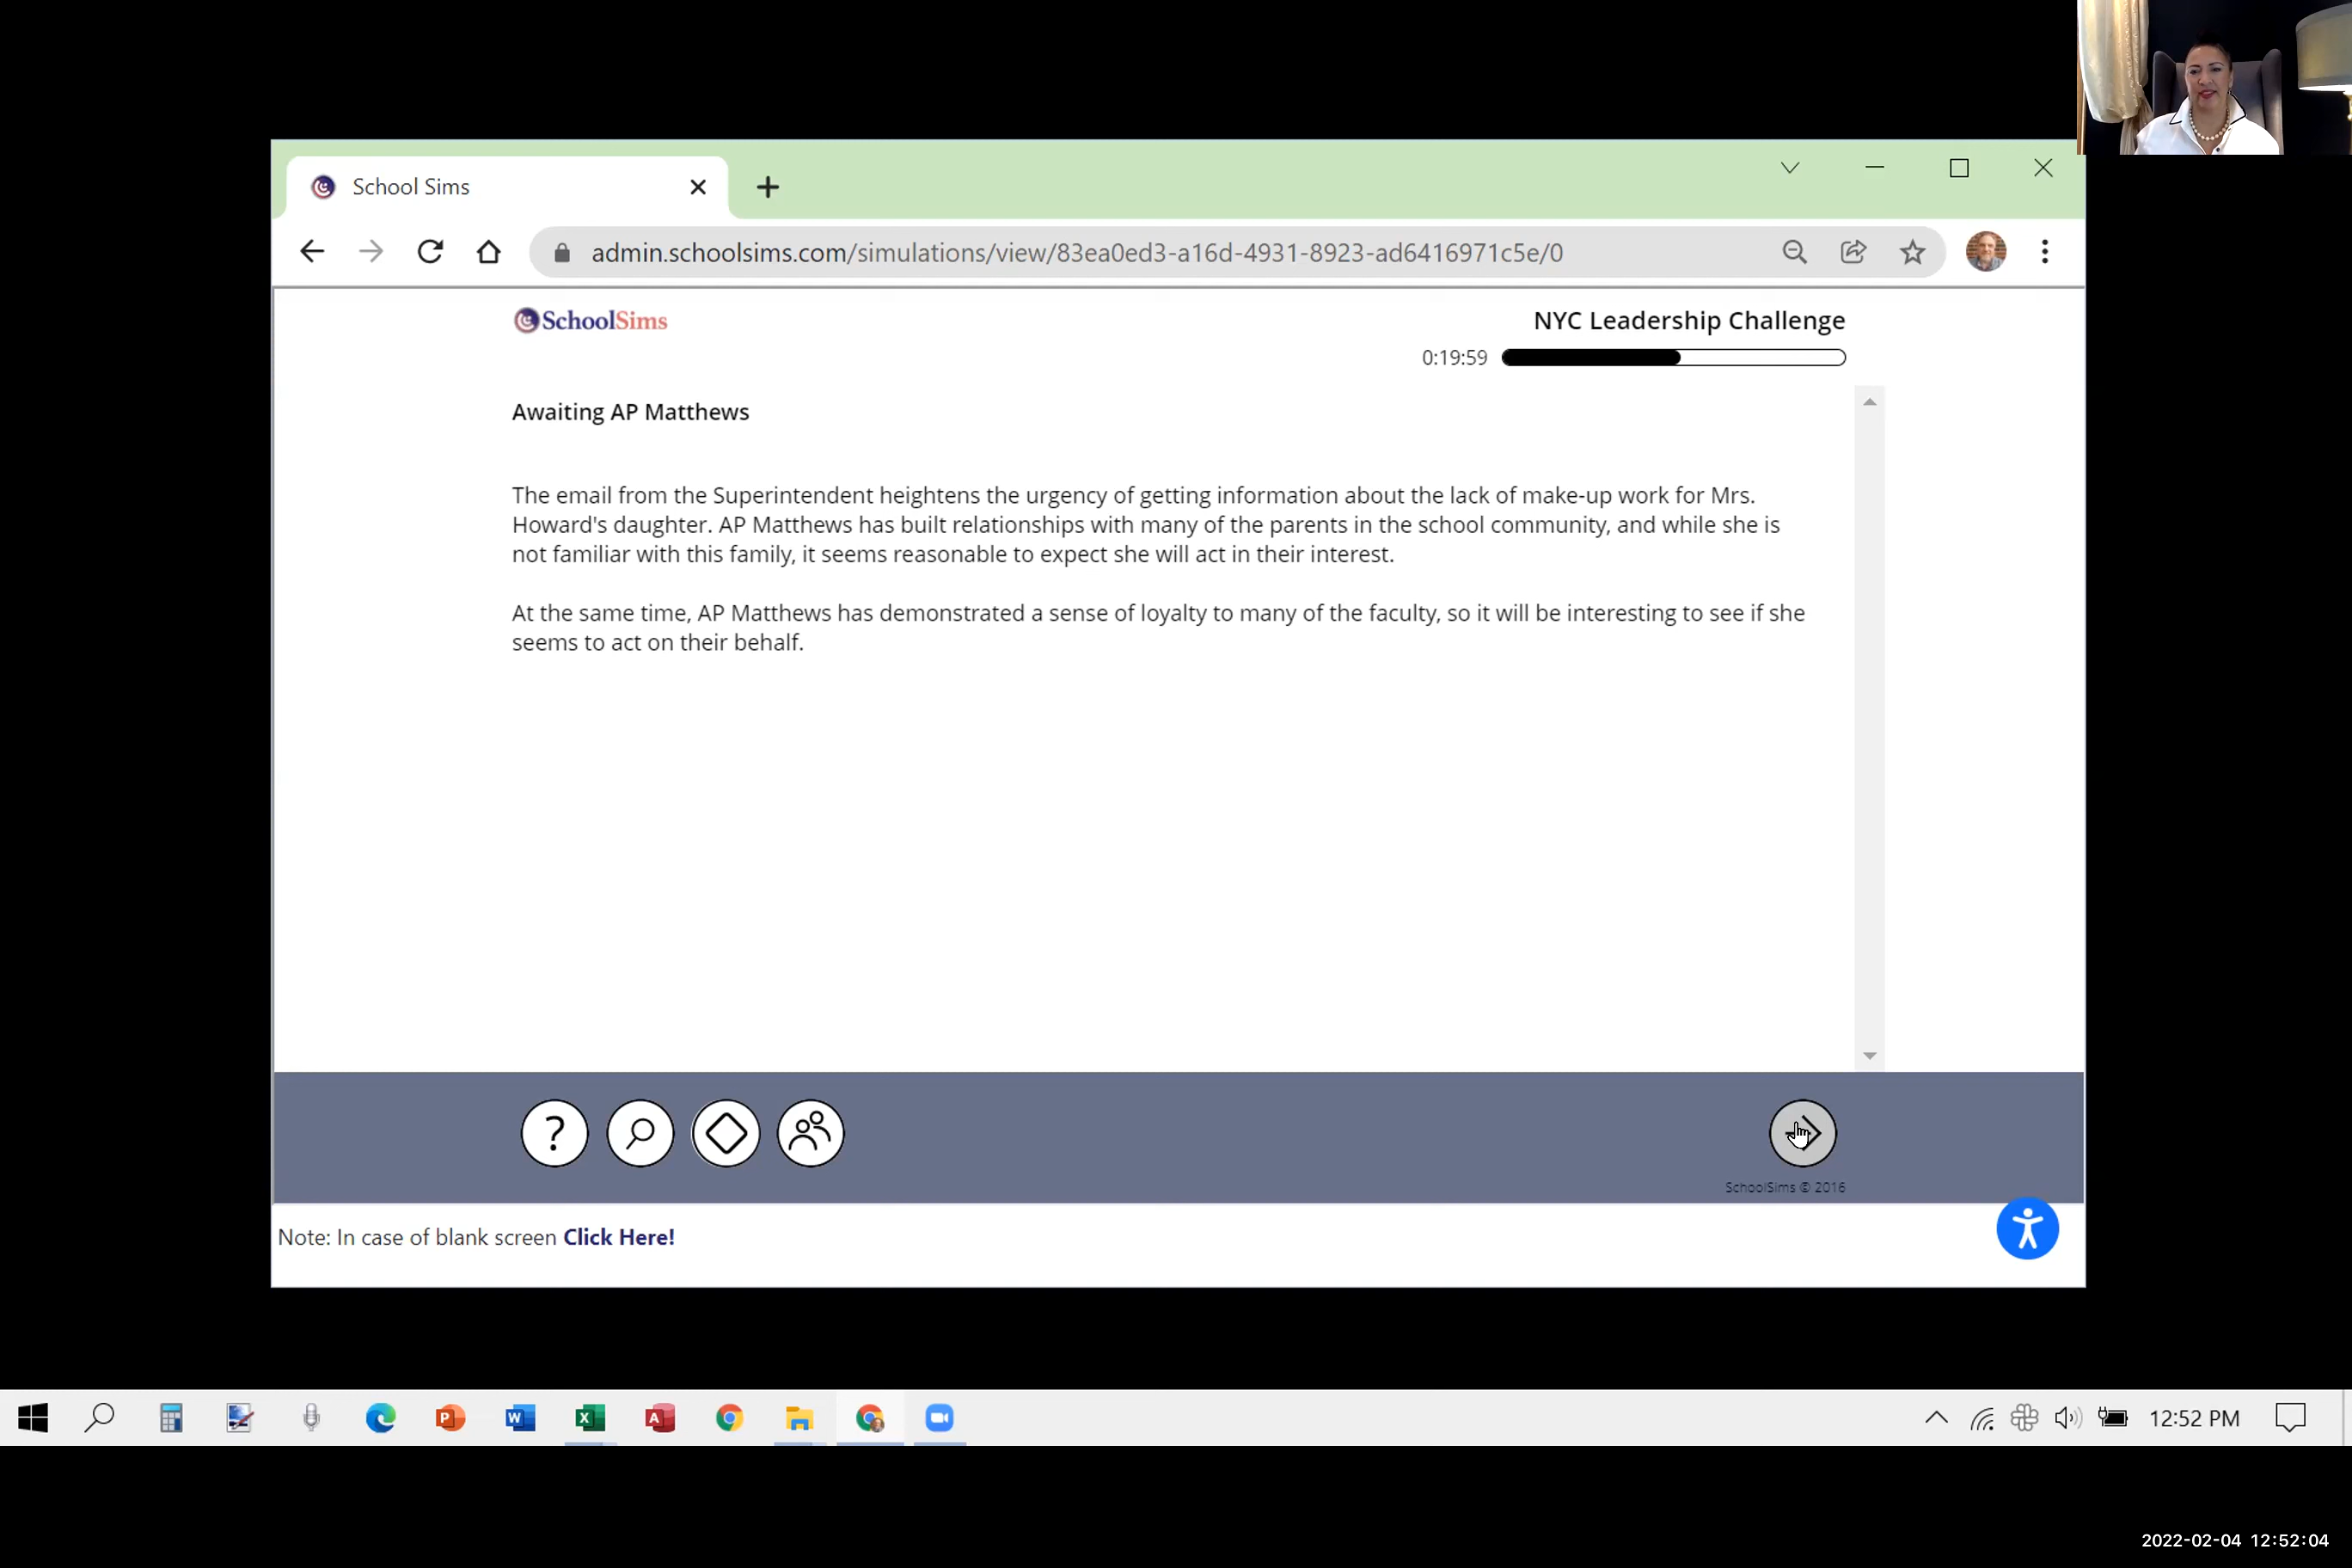 School Sims
admin.schoolsims.com/simulations/view/83ea0ed3-a16d-4931-8923-ad6416971c5e/0
SchoolSims
NYC Leadership Challenge
0:19:59
Awaiting AP Matthews
The email from the Superintendent heightens the urgency of getting information about the lack of make-up work for Mrs.
Howard's daughter. AP Matthews has built relationships with many of the parents in the school community, and while she is
not familiar with this family, it seems reasonable to expect she will act in their interest.
At the same time, AP Matthews has demonstrated a sense of loyalty to many of the faculty, so it will be interesting to see if she
seems to act on their behalf.
?
SchoolSims © 2016
Note: In case of blank screen Click Here!
P
W
X
A
12:52 PM
2022-02-04 12:52:04